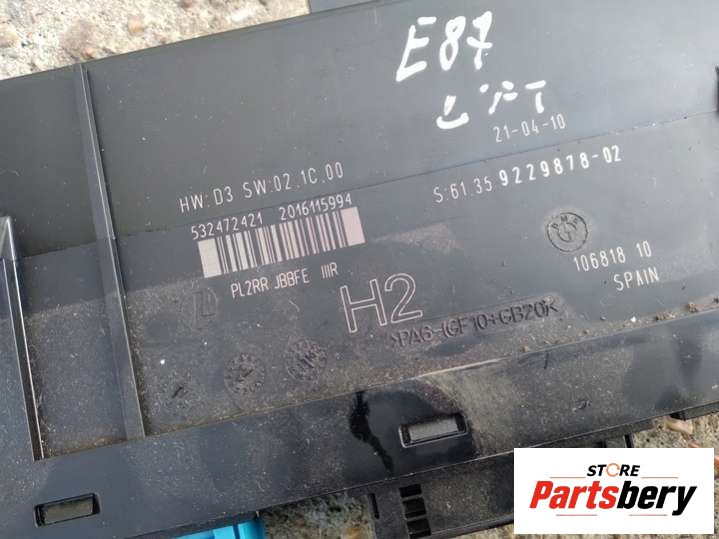 E87
21-04-10
HW:D3 SW:02.1C.00
S:61.35 9229878-02
532472421 2016115994
PL2RR JBBFE IIIR
H2
106818 10
SPAIN
>PA6-(GF10+GB20)<
STORE
Partsbery